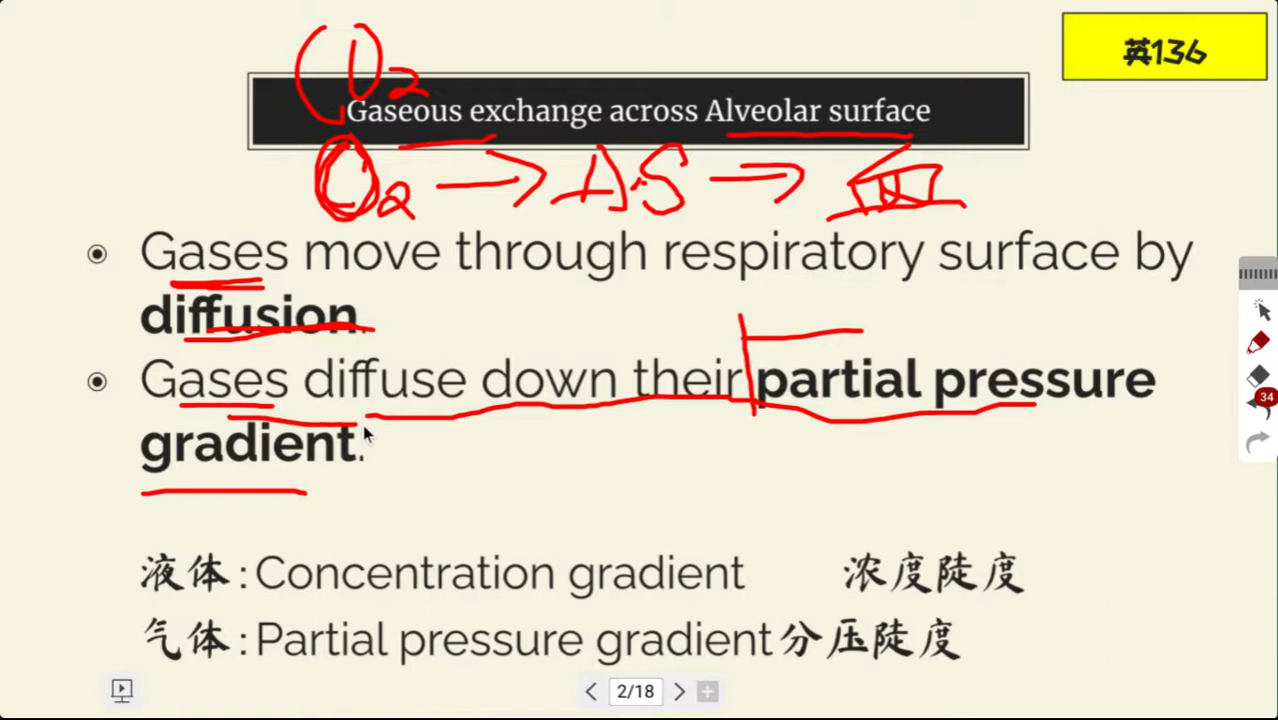 英136
O2
Gaseous exchange across Alveolar surface
O2 → A.S → 血
Gases move through respiratory surface by
diffusion.
Gases diffuse down their partial pressure
gradient.
液体：Concentration gradient 浓度陡度
气体：Partial pressure gradient 分压陡度
2/18
34